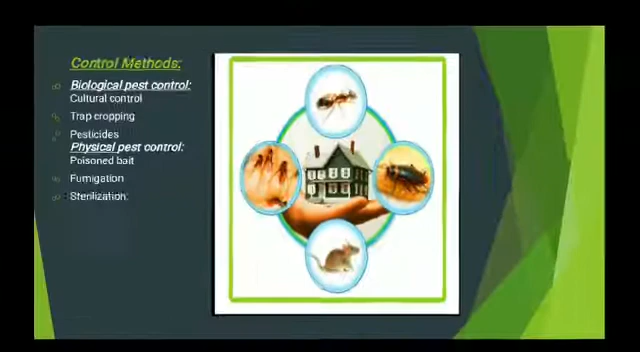 Control Methods:
Biological pest control:
Cultural control
Trap cropping
Pesticides
Physical pest control:
Poisoned bait
Fumigation
Sterilization: